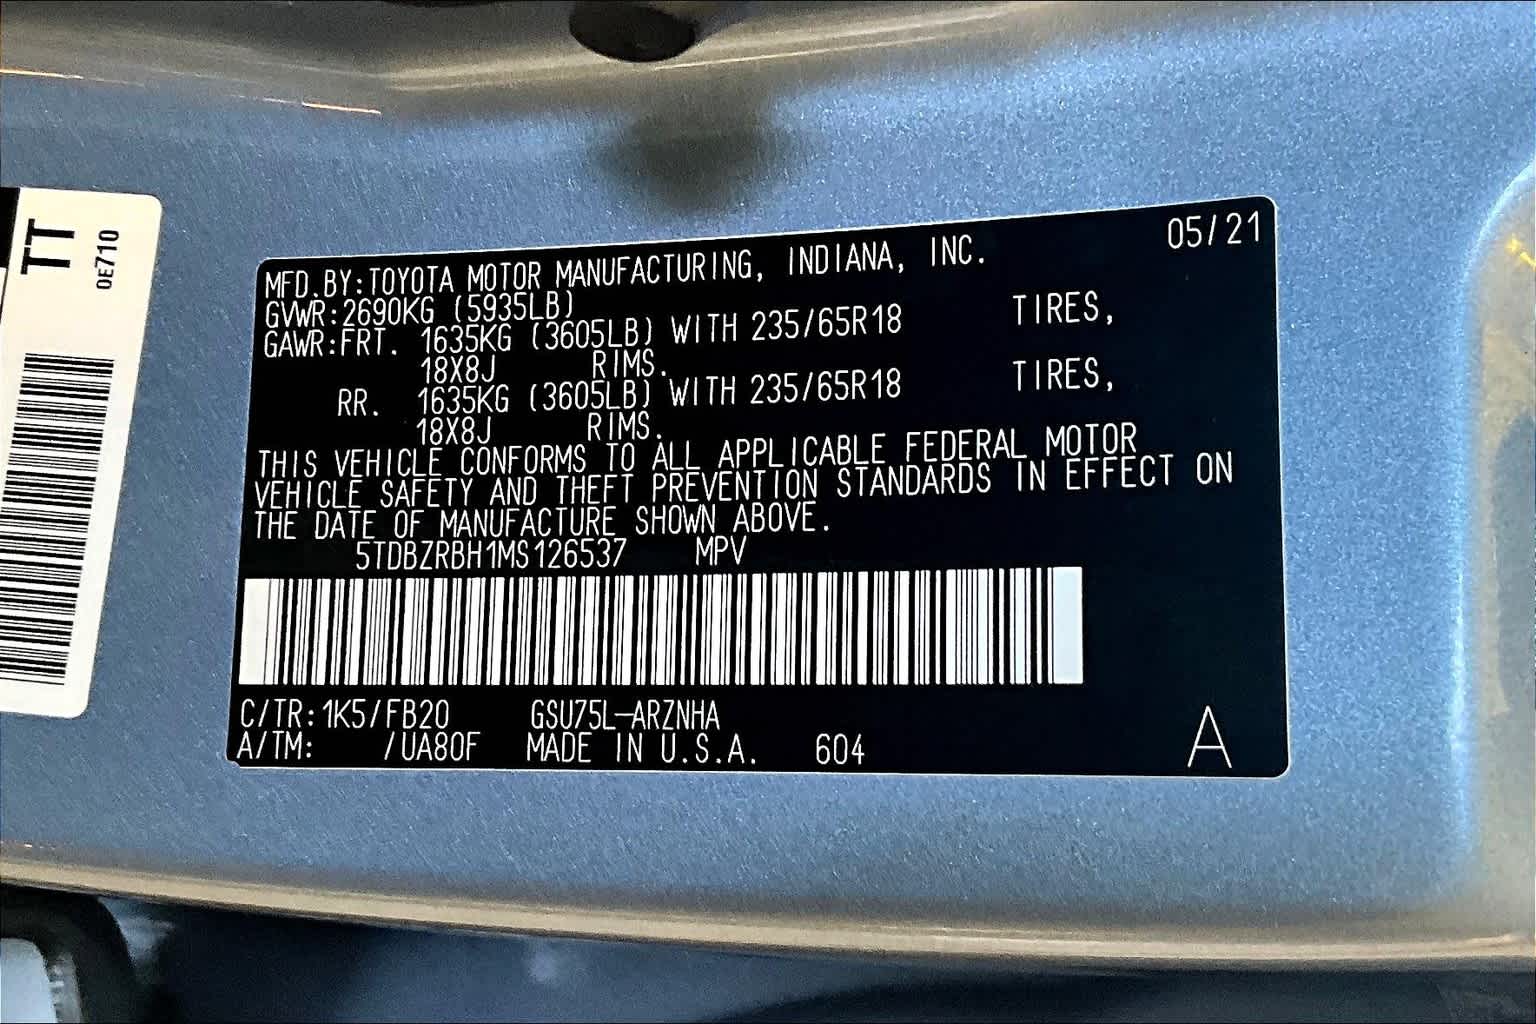 TT
0E710
05/21
MFD.BY:TOYOTA MOTOR MANUFACTURING, INDIANA, INC.
GVWR:2690KG (5935LB)
GAWR:FRT. 1635KG (3605LB) WITH 235/65R18 TIRES,
18X8J RIMS.
RR. 1635KG (3605LB) WITH 235/65R18 TIRES,
18X8J RIMS.
THIS VEHICLE CONFORMS TO ALL APPLICABLE FEDERAL MOTOR
VEHICLE SAFETY AND THEFT PREVENTION STANDARDS IN EFFECT ON
THE DATE OF MANUFACTURE SHOWN ABOVE.
5TDBZRBH1MS126537 MPV
C/TR:1K5/FB20 GSU75L-ARZNHA
A/TM: /UA80F MADE IN U.S.A. 604 A